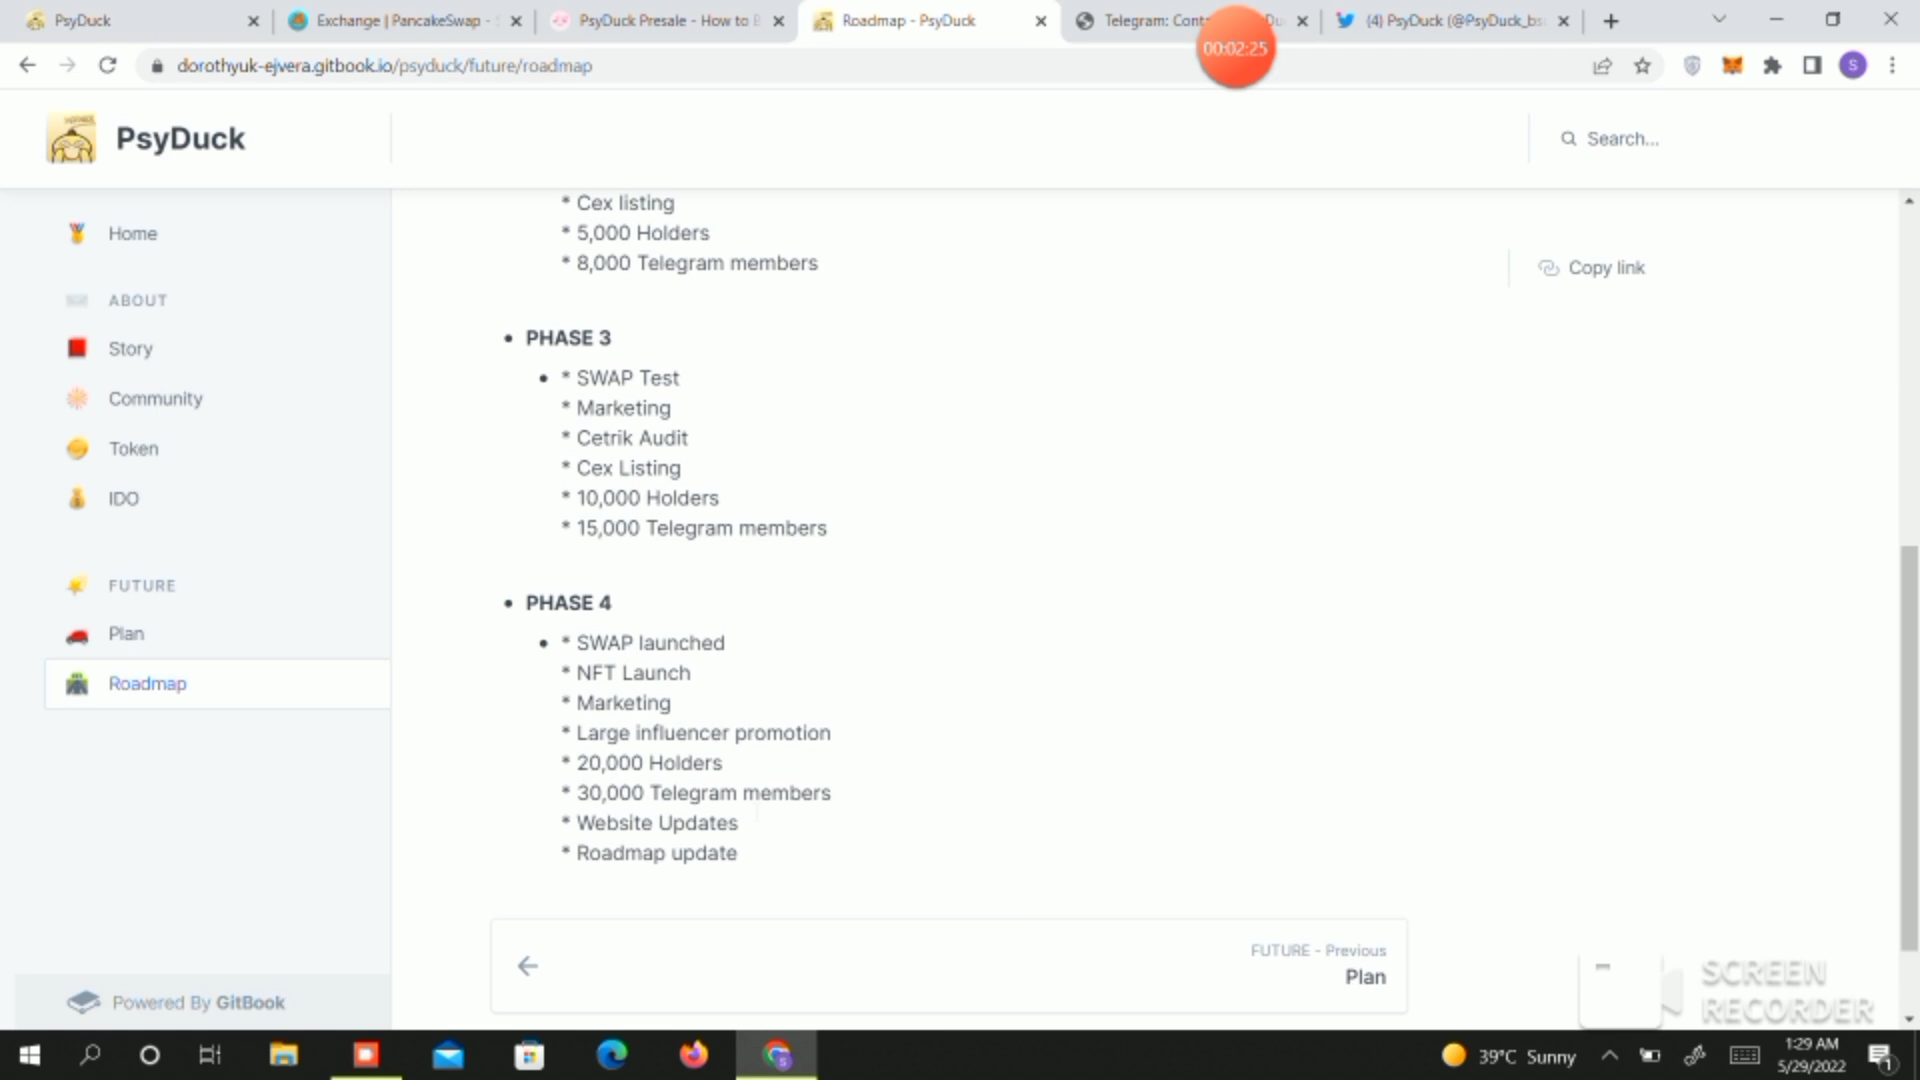 PsyDuck
Exchange | PancakeSwap -
PsyDuck Presale - How to
Roadmap - PsyDuck
Telegram:
(4) PsyDuck (@PsyDuck_bs
00:02:25
dorothyuk-ejvera.gitbook.io/psyduck/future/roadmap
S
PsyDuck
Search...
Home
ABOUT
Story
Community
Token
IDO
FUTURE
Plan
Roadmap
Powered By GitBook
* Cex listing
* 5,000 Holders
* 8,000 Telegram members
Copy link
• PHASE 3
• * SWAP Test
* Marketing
* Cetrik Audit
* Cex Listing
* 10,000 Holders
* 15,000 Telegram members
• PHASE 4
• * SWAP launched
* NFT Launch
* Marketing
* Large influencer promotion
* 20,000 Holders
* 30,000 Telegram members
* Website Updates
* Roadmap update
FUTURE - Previous
Plan
SCREEN
RECORDER
39°C Sunny
1:29 AM
5/29/2022
1